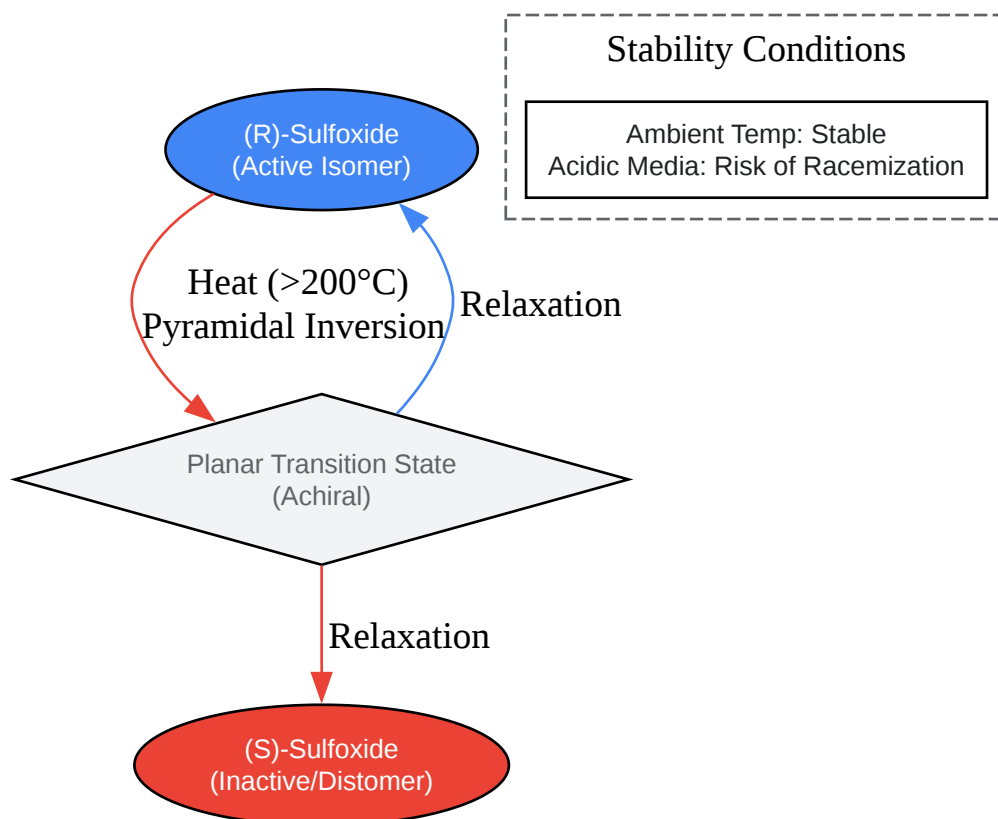 Stability Conditions
Ambient Temp: Stable
Acidic Media: Risk of Racemization
(R)-Sulfoxide
(Active Isomer)
Heat (>200°C)
Pyramidal Inversion
Relaxation
Planar Transition State
(Achiral)
Relaxation
(S)-Sulfoxide
(Inactive/Distomer)